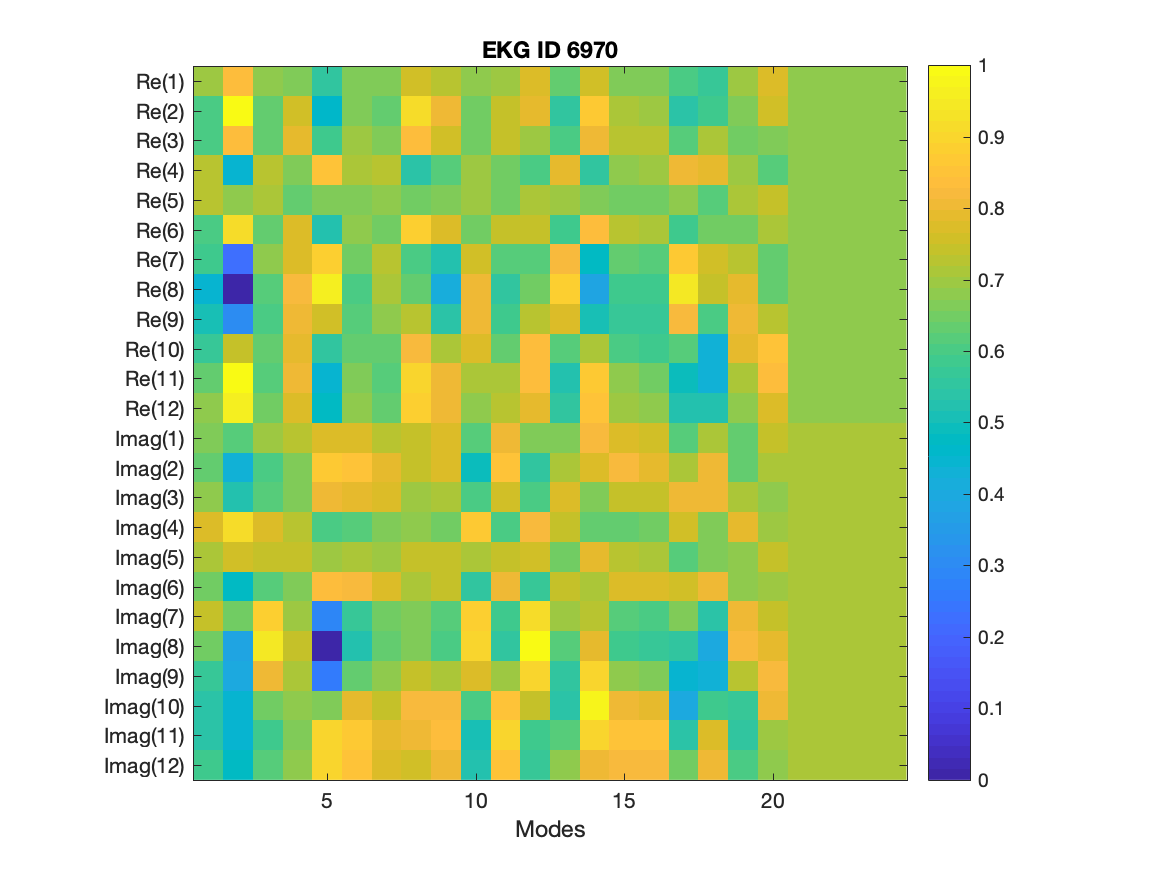 EKG ID 6970
Re(1)
Re(2)
Re(3)
Re(4)
Re(5)
Re(6)
Re(7)
Re(8)
Re(9)
Re(10)
Re(11)
Re(12)
Imag(1)
Imag(2)
Imag(3)
Imag(4)
Imag(5)
Imag(6)
Imag(7)
Imag(8)
Imag(9)
Imag(10)
Imag(11)
Imag(12)
5 10 15 20
Modes
1
0.9
0.8
0.7
0.6
0.5
0.4
0.3
0.2
0.1
0